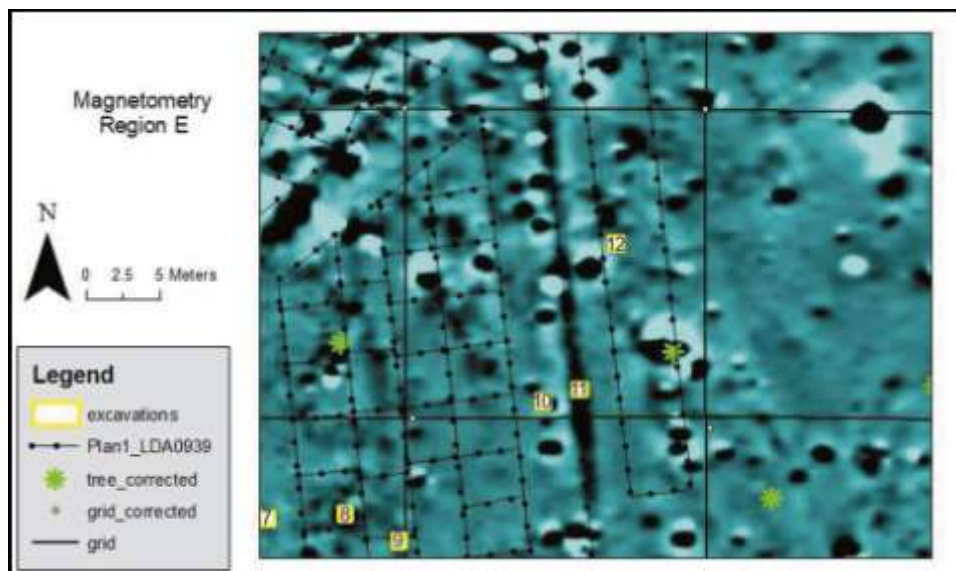 Magnetometry
Region E
N
0 2.5 5 Meters
Legend
excavations
Plan1_LDA0939
tree_corrected
grid_corrected
grid
12
11
10
7
8
9